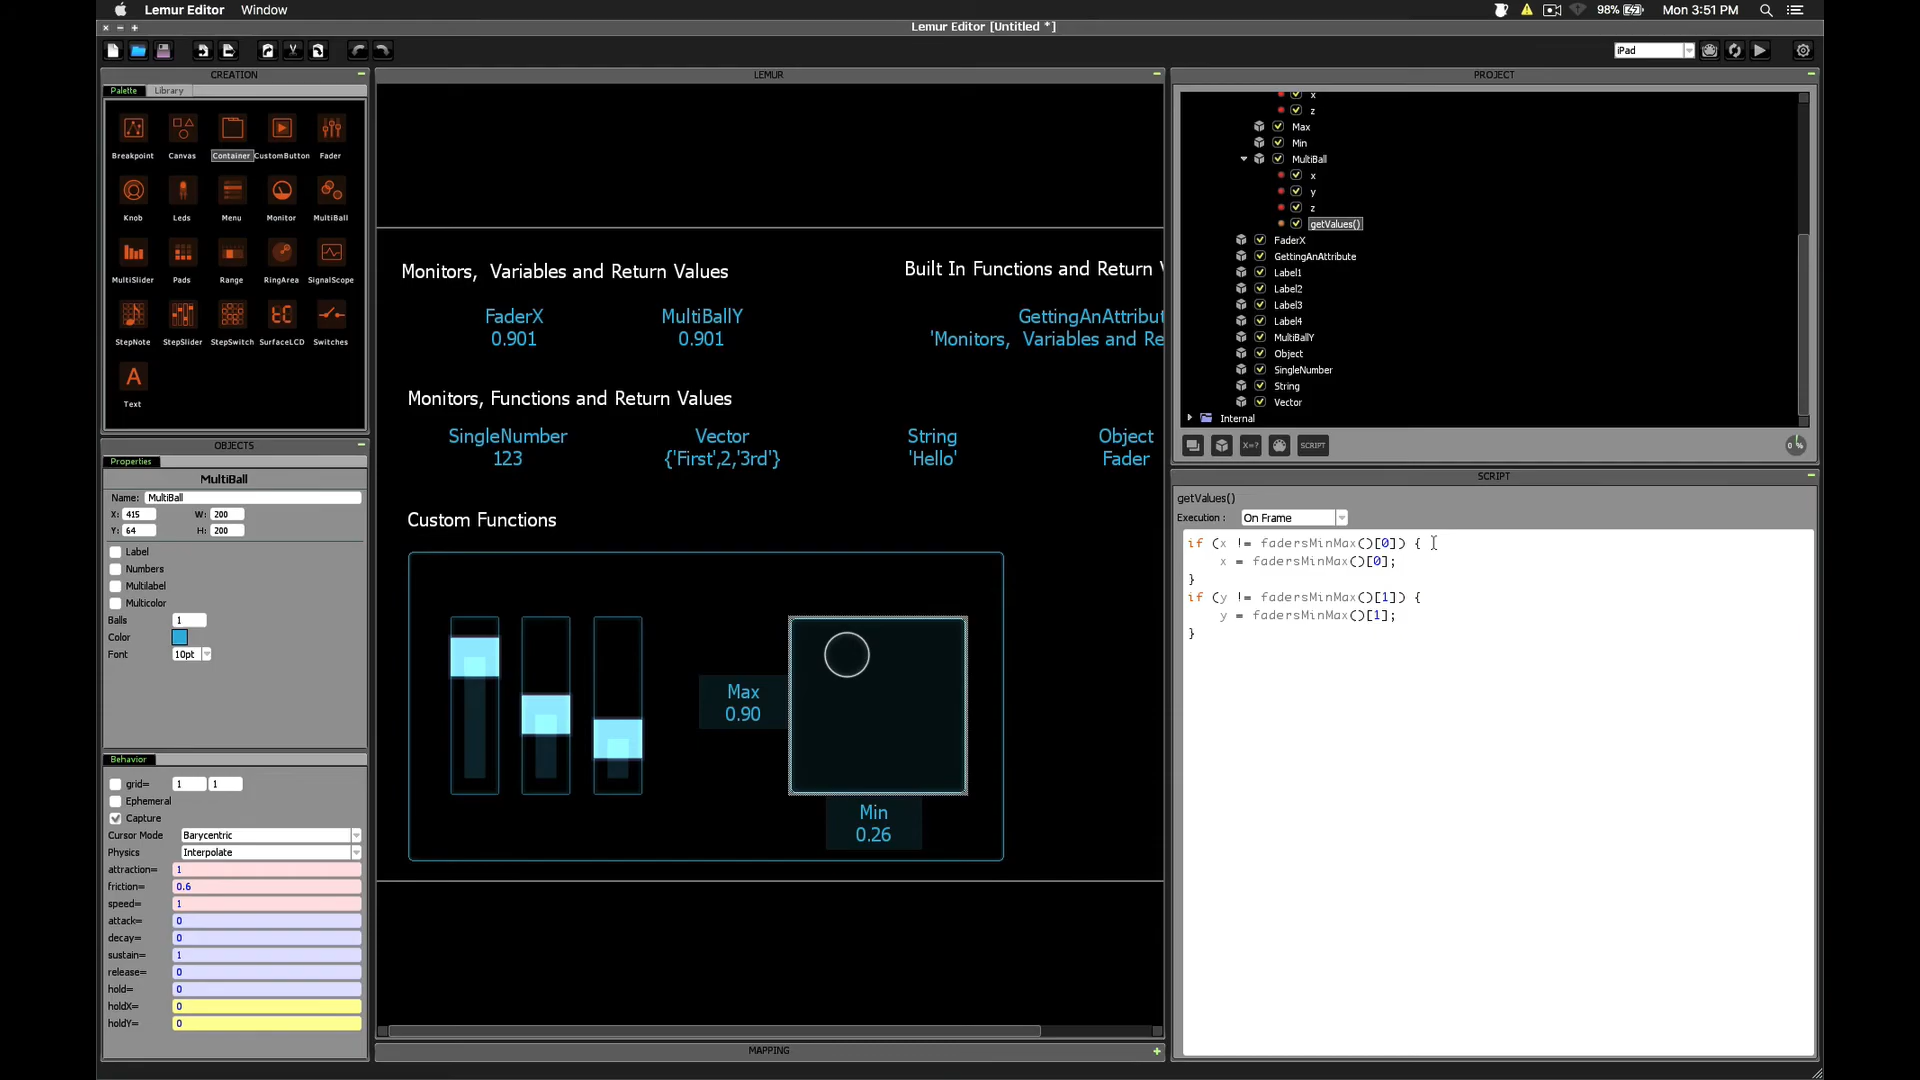 Lemur Editor Window
98% Mon 3:51 PM
Lemur Editor [Untitled *]
iPad
CREATION
Palette Library
Breakpoint Canvas Container CustomButton Fader
Knob Leds Menu Monitor MultiBall
MultiSlider Pads Range RingArea SignalScope
StepNote StepSlider StepSwitch SurfaceLCD Switches
A
Text
OBJECTS
Properties
MultiBall
Name: MultiBall
X: 415 W: 200
Y: 64 H: 200
Label
Numbers
Multilabel
Multicolor
Balls 1
Color
Font 10pt
Behavior
grid= 1 1
Ephemeral
Capture
Cursor Mode Barycentric
Physics Interpolate
attraction= 1
friction= 0.6
speed= 1
attack= 0
decay= 0
sustain= 1
release= 0
hold= 0
holdX= 0
holdY= 0
LEMUR
Monitors, Variables and Return Values
Built In Functions and Return V
FaderX
0.901
MultiBallY
0.901
GettingAnAttribut
'Monitors, Variables and Re
Monitors, Functions and Return Values
SingleNumber
123
Vector
{'First',2,'3rd'}
String
'Hello'
Object
Fader
Custom Functions
Max
0.90
Min
0.26
MAPPING
PROJECT
x
z
Max
Min
MultiBall
x
y
z
getValues()
FaderX
GettingAnAttribute
Label1
Label2
Label3
Label4
MultiBallY
Object
SingleNumber
String
Vector
Internal
X=? SCRIPT 0 %
SCRIPT
getValues()
Execution : On Frame
if (x != fadersMinMax()[0]) {
x = fadersMinMax()[0];
}
if (y != fadersMinMax()[1]) {
y = fadersMinMax()[1];
}